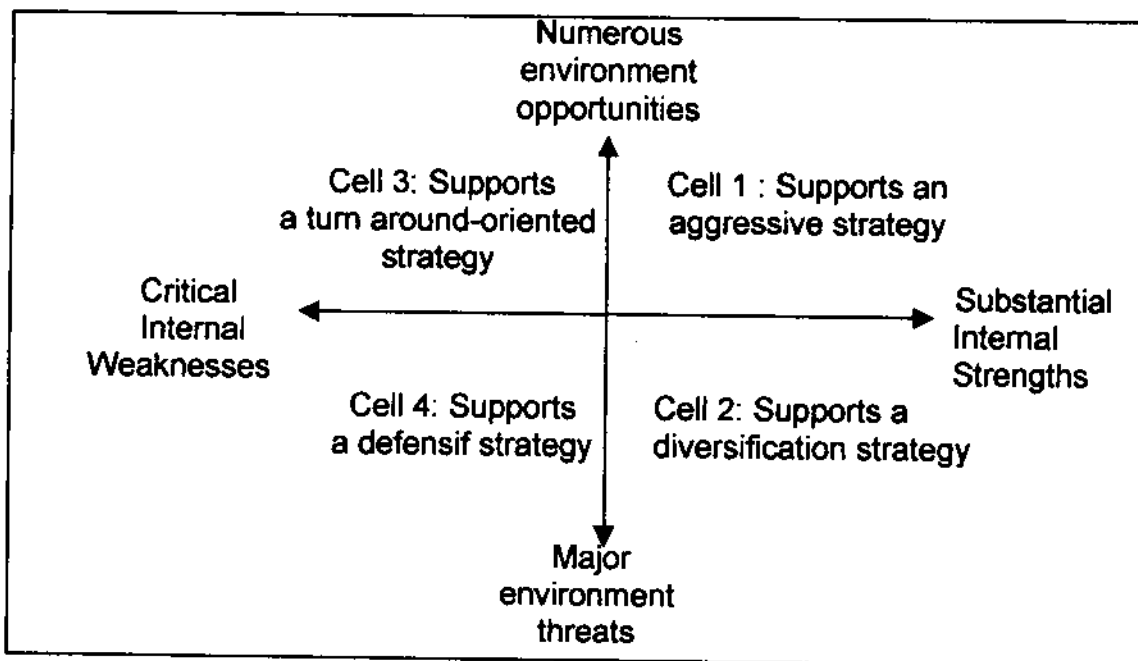 Numerous
environment
opportunities
Cell 3: Supports
a turn around-oriented
strategy
Cell 1 : Supports an
aggressive strategy
Critical
Internal
Weaknesses
Substantial
Internal
Strengths
Cell 4: Supports
a defensif strategy
Cell 2: Supports a
diversification strategy
Major
environment
threats